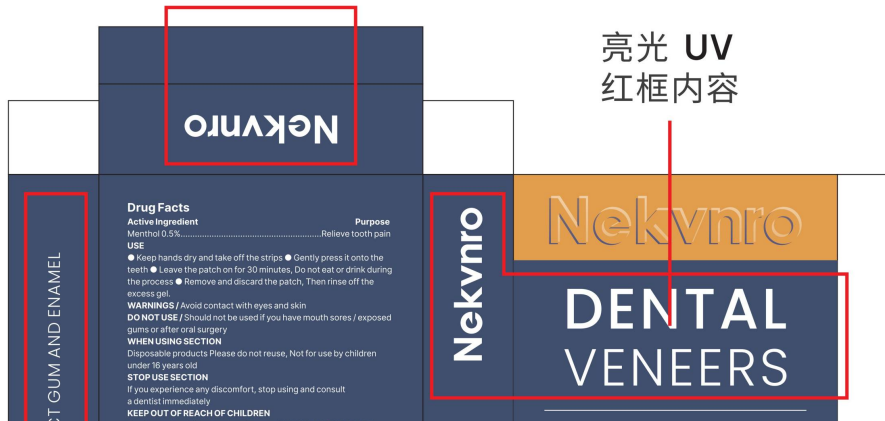 亮光 UV
红框内容
Nekvnro
CT GUM AND ENAMEL
Drug Facts
Active Ingredient Purpose
Menthol 0.5%......................................................Relieve tooth pain
USE
● Keep hands dry and take off the strips ● Gently press it onto the
teeth ● Leave the patch on for 30 minutes, Do not eat or drink during
the process ● Remove and discard the patch, Then rinse off the
excess gel.
WARNINGS / Avoid contact with eyes and skin
DO NOT USE / Should not be used if you have mouth sores / exposed
gums or after oral surgery
WHEN USING SECTION
Disposable products Please do not reuse, Not for use by children
under 16 years old
STOP USE SECTION
If you experience any discomfort, stop using and consult
a dentist immediately
KEEP OUT OF REACH OF CHILDREN
Nekvnro
Nekvnro
DENTAL
VENEERS